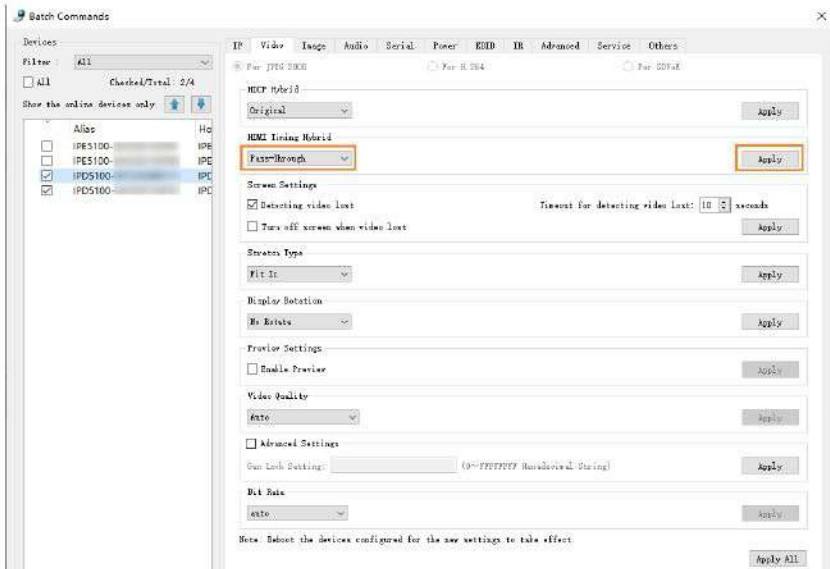 Batch Commands
Devices
Filter : All
All Checked/Total: 2/4
Show the online devices only
Alias Ho
IPE5100- IPE
IPE5100- IPE
IPD5100- IPD
IPD5100- IPD
IP Video Image Audio Serial Power EDID IR Advanced Service Others
For JPEG 2000 For H.264 For SDVoE
HDCP Hybrid
Original Apply
HDMI Timing Hybrid
Pass-Through Apply
Screen Settings
Detecting video lost Timeout for detecting video lost: 10 seconds
Turn off screen when video lost Apply
Stretch Type
Fit In Apply
Display Rotation
No Rotate Apply
Preview Settings
Enable Preview Apply
Video Quality
Auto Apply
Advanced Settings
Gen Lock Setting: (0~FFFFFFFF Hexadecimal String) Apply
Bit Rate
auto Apply
Note: Reboot the devices configured for the new settings to take effect
Apply All